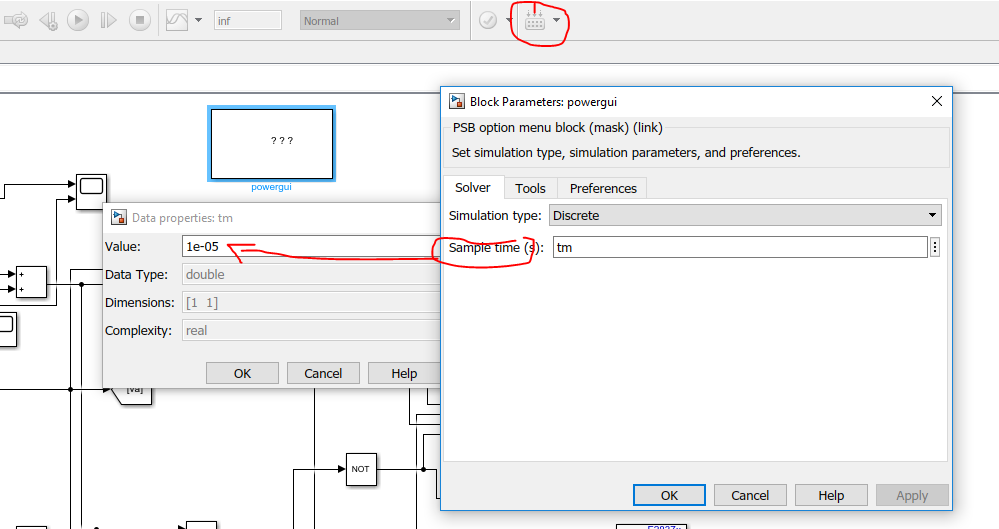 inf
Normal
? ? ?
powergui
Block Parameters: powergui
PSB option menu block (mask) (link)
Set simulation type, simulation parameters, and preferences.
Solver
Tools
Preferences
Simulation type:
Discrete
Sample time (s):
tm
OK
Cancel
Help
Apply
Data properties: tm
Value:
1e-05
Data Type:
double
Dimensions:
[1 1]
Complexity:
real
OK
Cancel
Help
+
+
[Va]
NOT